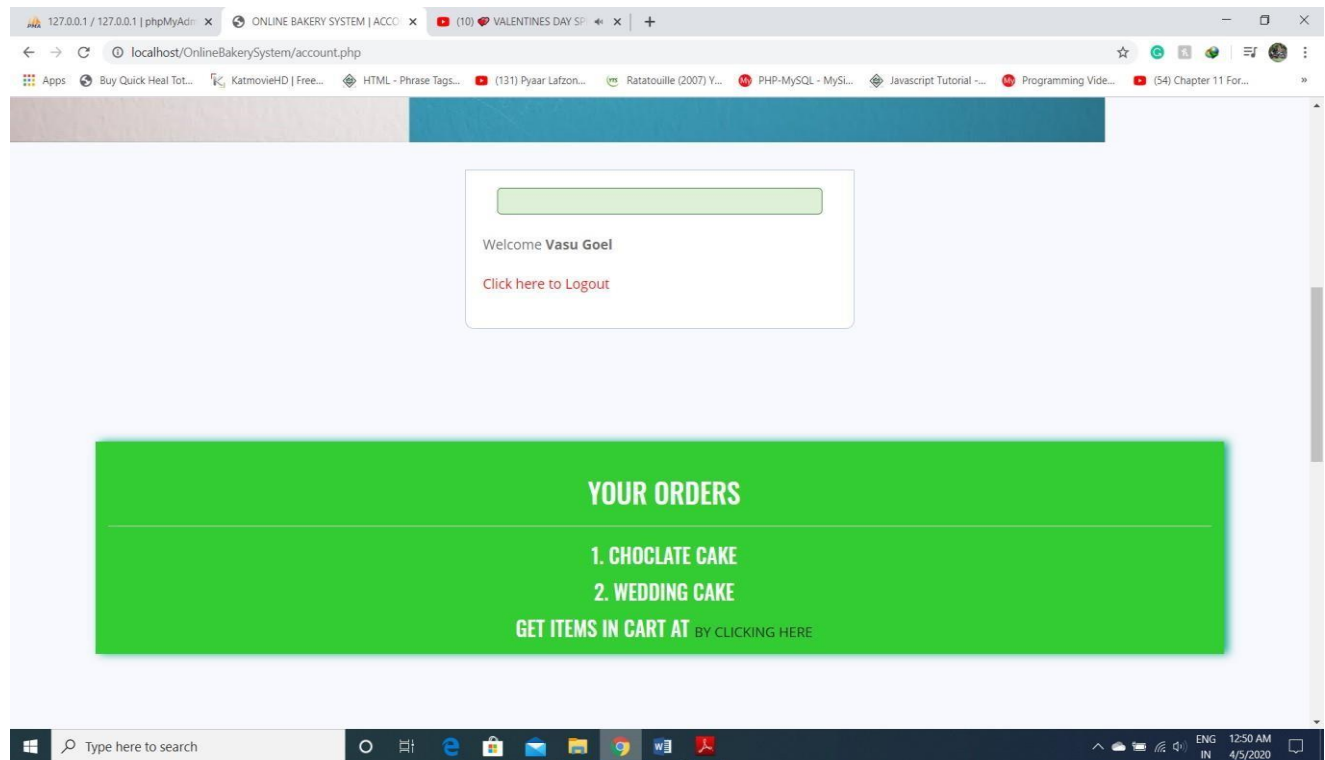 127.0.0.1 / 127.0.0.1 | phpMyAdn
ONLINE BAKERY SYSTEM | ACCO
(10) VALENTINES DAY SP
localhost/OnlineBakerySystem/account.php
Apps
Buy Quick Heal Tot...
KatmovieHD | Free...
HTML - Phrase Tags...
(131) Pyaar Lafzon...
Ratatouille (2007) Y...
PHP-MySQL - MySi...
Javascript Tutorial -...
Programming Vide...
(54) Chapter 11 For...
»
Welcome Vasu Goel
Click here to Logout
YOUR ORDERS
1. CHOCLATE CAKE
2. WEDDING CAKE
GET ITEMS IN CART AT BY CLICKING HERE
Type here to search
ENG
IN
12:50 AM
4/5/2020